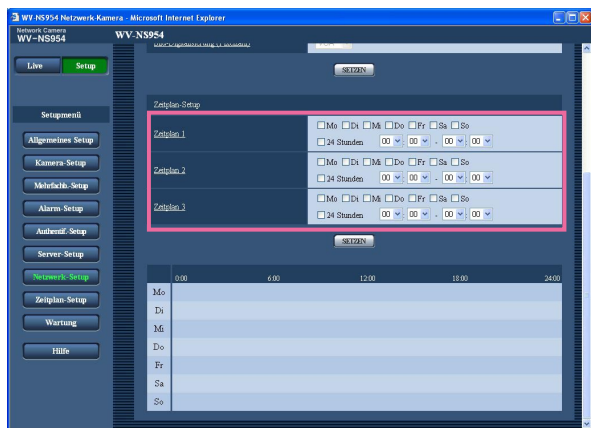 WV-NS954 Netzwerk-Kamera - Microsoft Internet Explorer
Network Camera
WV-NS954
WV-NS954
Live Setup
SETZEN
Setupmenü
Allgemeines Setup
Kamera-Setup
Mehrfachb.-Setup
Alarm-Setup
Authentif.-Setup
Server-Setup
Netzwerk-Setup
Zeitplan-Setup
Wartung
Hilfe
Zeitplan-Setup
Zeitplan 1
Mo Di Mi Do Fr Sa So
24 Stunden 00 : 00 - 00 : 00
Zeitplan 2
Mo Di Mi Do Fr Sa So
24 Stunden 00 : 00 - 00 : 00
Zeitplan 3
Mo Di Mi Do Fr Sa So
24 Stunden 00 : 00 - 00 : 00
SETZEN
0:00 6:00 12:00 18:00 24:00
Mo
Di
Mi
Do
Fr
Sa
So